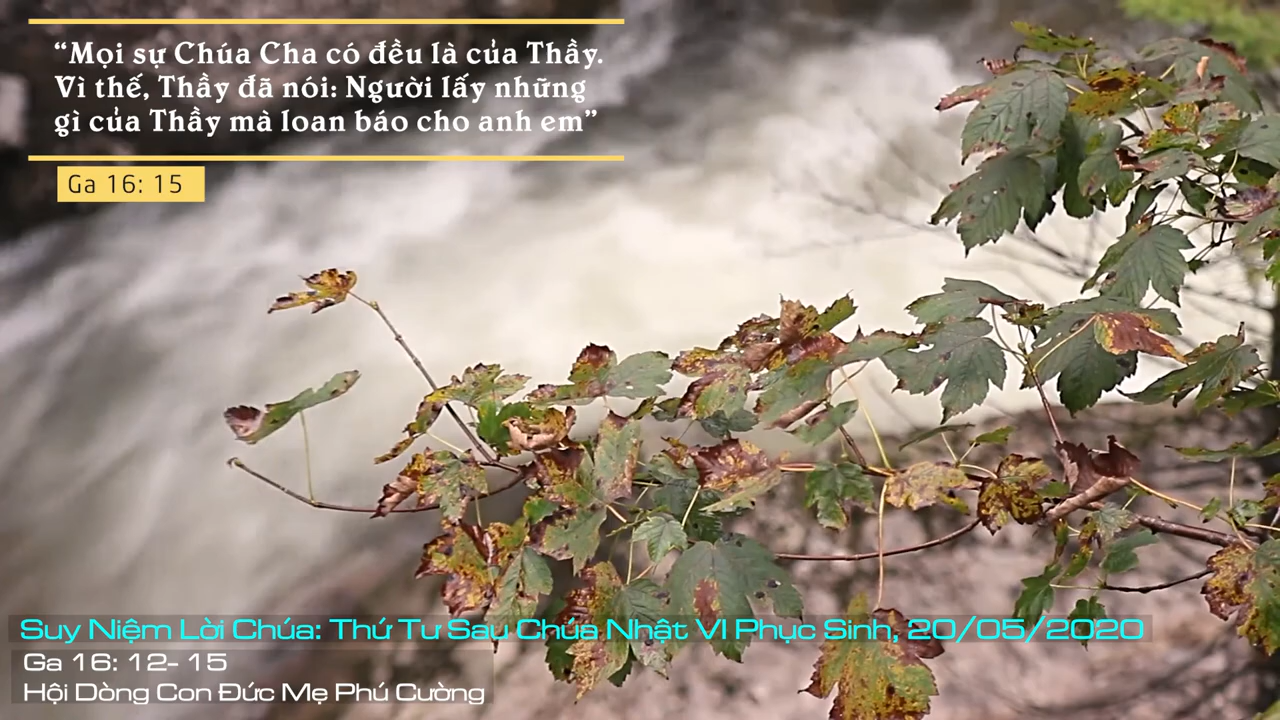 “Mọi sự Chúa Cha có đều là của Thầy.
Vì thế, Thầy đã nói: Người lấy những
gì của Thầy mà loan báo cho anh em”
Ga 16: 15
Suy Niệm Lời Chúa: Thứ Tư Sau Chúa Nhật VI Phục Sinh, 20/05/2020
Ga 16: 12- 15
Hội Dòng Con Đức Mẹ Phú Cường